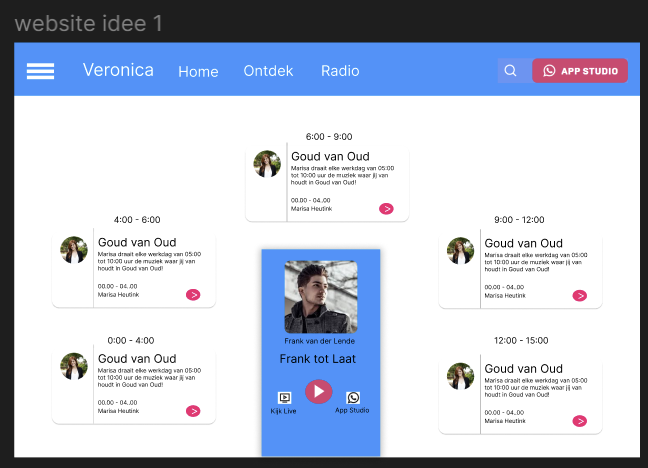 website idee 1
Veronica Home Ontdek Radio APP STUDIO
6:00 - 9:00
Goud van Oud
Marisa draait elke werkdag van 05:00
tot 10:00 uur de muziek waar jij van
houdt in Goud van Oud!
00.00 - 04..00
Marisa Heutink
4:00 - 6:00
Goud van Oud
Marisa draait elke werkdag van 05:00
tot 10:00 uur de muziek waar jij van
houdt in Goud van Oud!
00.00 - 04..00
Marisa Heutink
9:00 - 12:00
Goud van Oud
Marisa draait elke werkdag van 05:00
tot 10:00 uur de muziek waar jij van
houdt in Goud van Oud!
00.00 - 04..00
Marisa Heutink
0:00 - 4:00
Goud van Oud
Marisa draait elke werkdag van 05:00
tot 10:00 uur de muziek waar jij van
houdt in Goud van Oud!
00.00 - 04..00
Marisa Heutink
Frank van der Lende
Frank tot Laat
Kijk Live
App Studio
12:00 - 15:00
Goud van Oud
Marisa draait elke werkdag van 05:00
tot 10:00 uur de muziek waar jij van
houdt in Goud van Oud!
00.00 - 04..00
Marisa Heutink